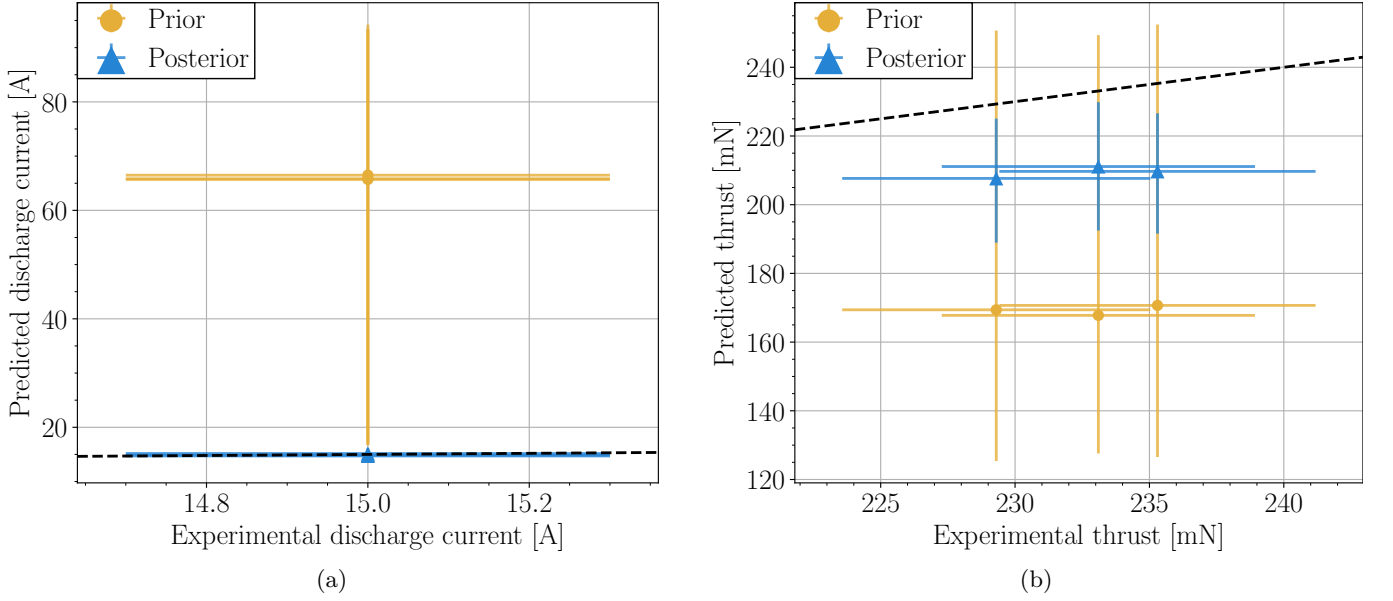 Prior
Posterior
Predicted discharge current [A]
80
60
40
20
14.8
15.0
15.2
Experimental discharge current [A]
(a)
Prior
Posterior
Predicted thrust [mN]
240
220
200
180
160
140
120
225
230
235
240
Experimental thrust [mN]
(b)